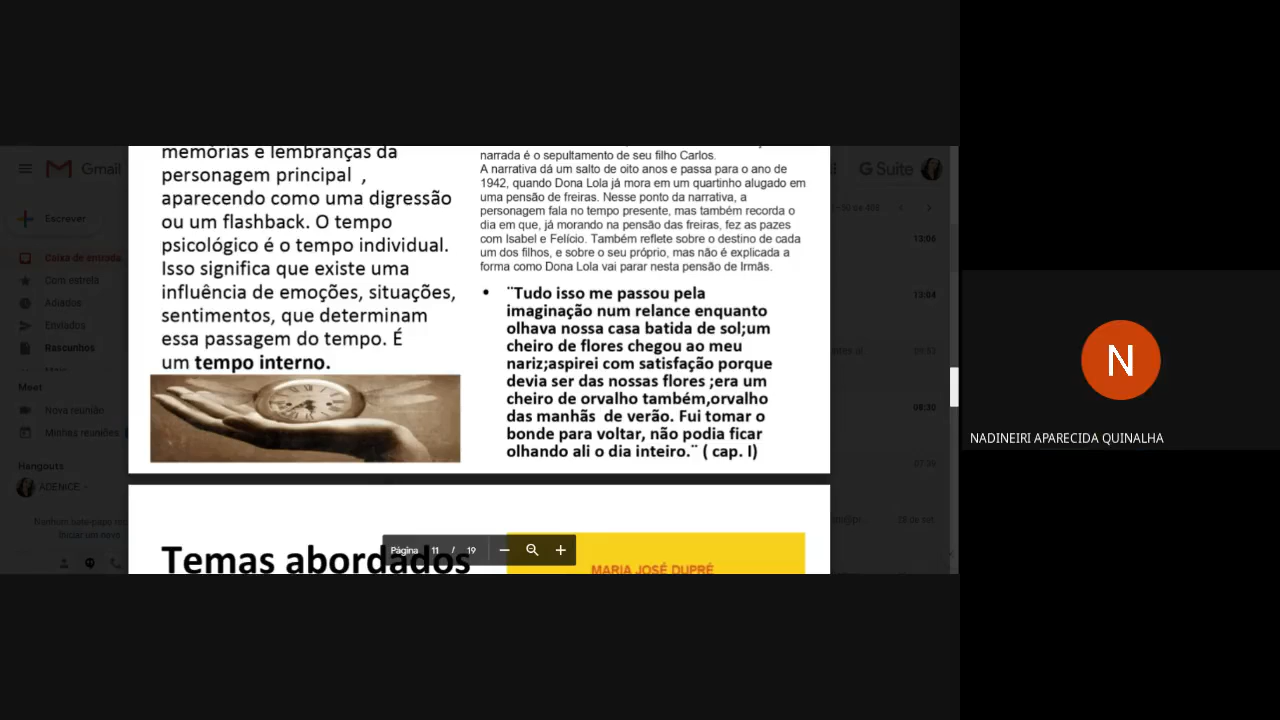 memórias e lembranças da
personagem principal ,
aparecendo como uma digressão
ou um flashback. O tempo
psicológico é o tempo individual.
Isso significa que existe uma
influência de emoções, situações,
sentimentos, que determinam
essa passagem do tempo. É
um tempo interno.
narrada é o sepultamento de seu filho Carlos.
A narrativa dá um salto de oito anos e passa para o ano de
1942, quando Dona Lola já mora em um quartinho alugado em
uma pensão de freiras. Nesse ponto da narrativa, a
personagem fala no tempo presente, mas também recorda o
dia em que, já morando na pensão das freiras, fez as pazes
com Isabel e Felício. Também reflete sobre o destino de cada
um dos filhos, e sobre o seu próprio, mas não é explicada a
forma como Dona Lola vai parar nesta pensão de Irmãs.
• ¨Tudo isso me passou pela
imaginação num relance enquanto
olhava nossa casa batida de sol;um
cheiro de flores chegou ao meu
nariz;aspirei com satisfação porque
devia ser das nossas flores ;era um
cheiro de orvalho também,orvalho
das manhãs de verão. Fui tomar o
bonde para voltar, não podia ficar
olhando ali o dia inteiro.¨ ( cap. I)
Temas abordados
MARIA JOSÉ DUPRÉ
Página 11 / 19
Gmail
Escrever
Caixa de entrada
Com estrela
Adiados
Enviados
Rascunhos
Meet
Nova reunião
Minhas reuniões
Hangouts
ADENICE
Nenhum bate-papo
Iniciar um novo
G Suite
13:06
13:04
09:53
08:30
07:39
NADINEIRI APARECIDA QUINALHA
N